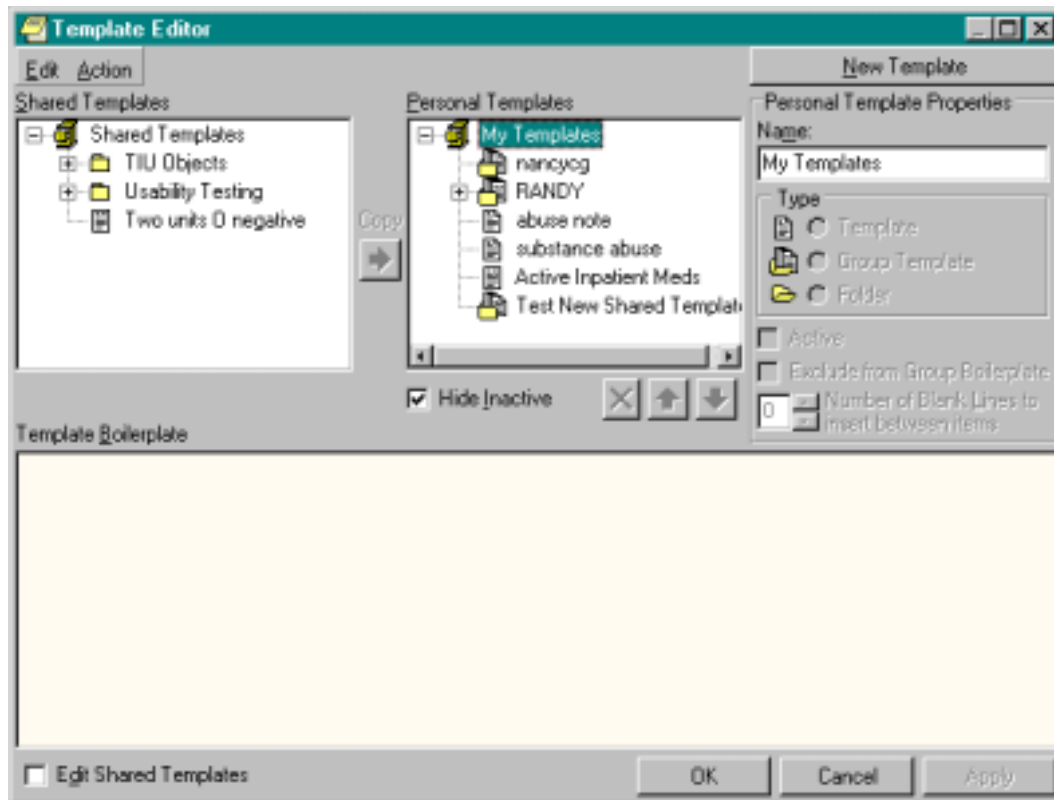 Template Editor
Edit Action
New Template
Shared Templates
Shared Templates
TIU Objects
Usability Testing
Two units O negative
Copy
Personal Templates
My Templates
nancycg
RANDY
abuse note
substance abuse
Active Inpatient Meds
Test New Shared Templat
Hide Inactive
Personal Template Properties
Name:
My Templates
Type
Template
Group Template
Folder
Active
Exclude from Group Boilerplate
0
Number of Blank Lines to
insert between items
Template Boilerplate
Edit Shared Templates
OK
Cancel
Apply